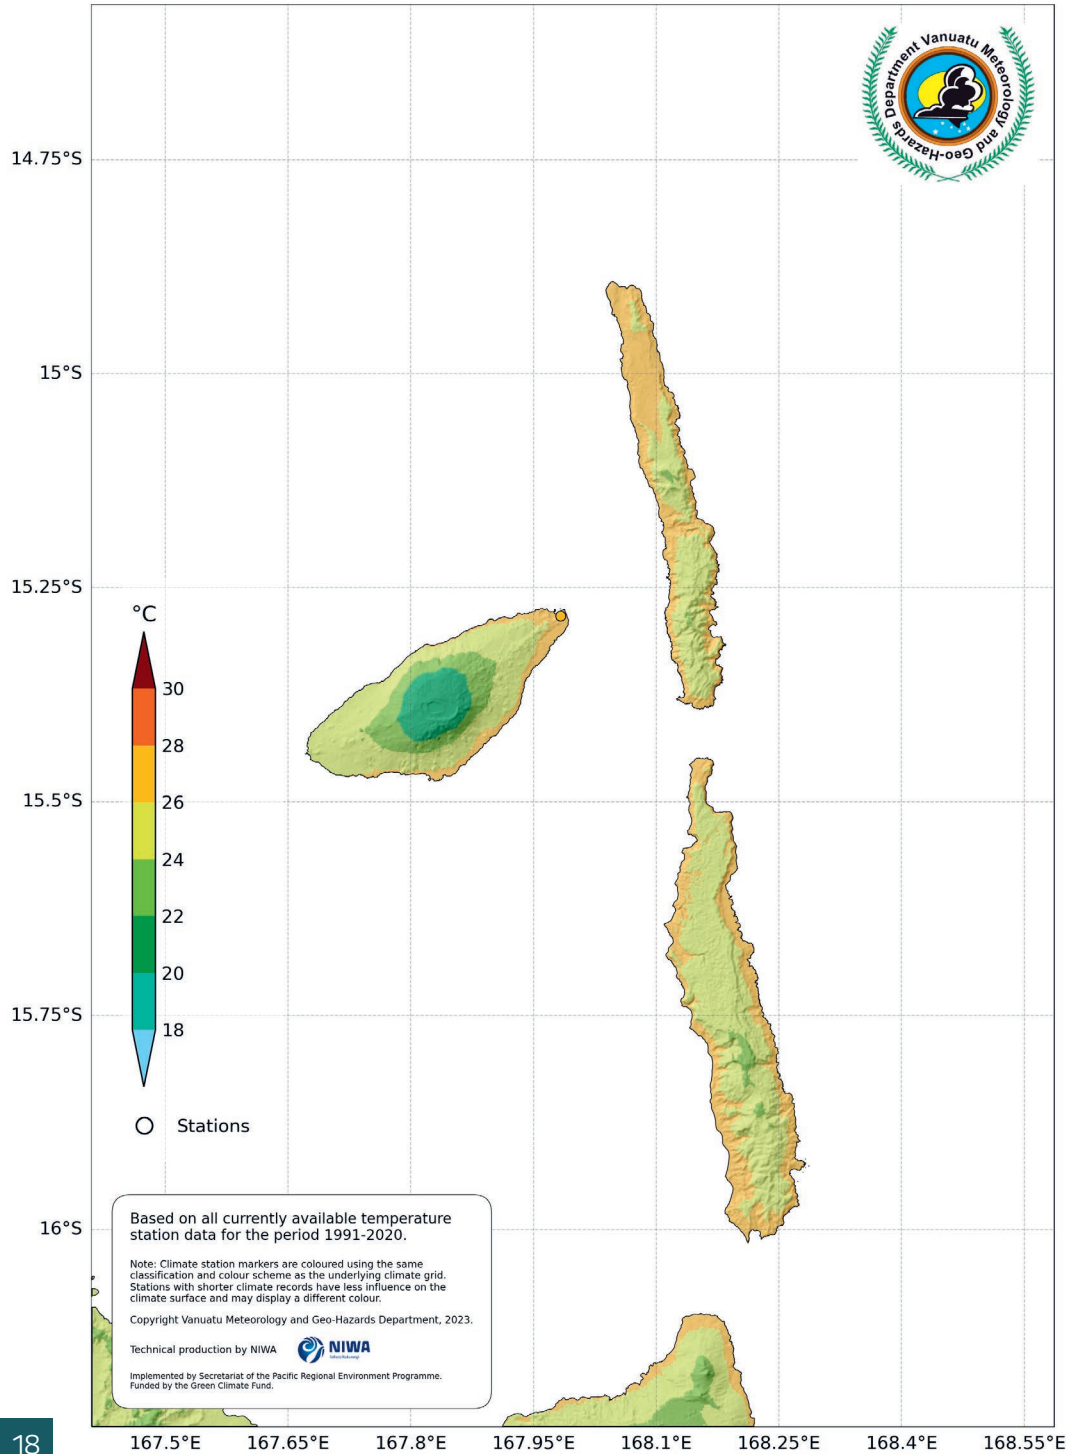 Vanuatu Meteorology and Geo-Hazards Department
14.75°S
15°S
15.25°S
15.5°S
15.75°S
16°S
°C
30
28
26
24
22
20
18
Stations
Based on all currently available temperature
station data for the period 1991-2020.
Note: Climate station markers are coloured using the same
classification and colour scheme as the underlying climate grid.
Stations with shorter climate records have less influence on the
climate surface and may display a different colour.
Copyright Vanuatu Meteorology and Geo-Hazards Department, 2023.
Technical production by NIWA
NIWA
Implemented by Secretariat of the Pacific Regional Environment Programme.
Funded by the Green Climate Fund.
167.5°E 167.65°E 167.8°E 167.95°E 168.1°E 168.25°E 168.4°E 168.55°E
18